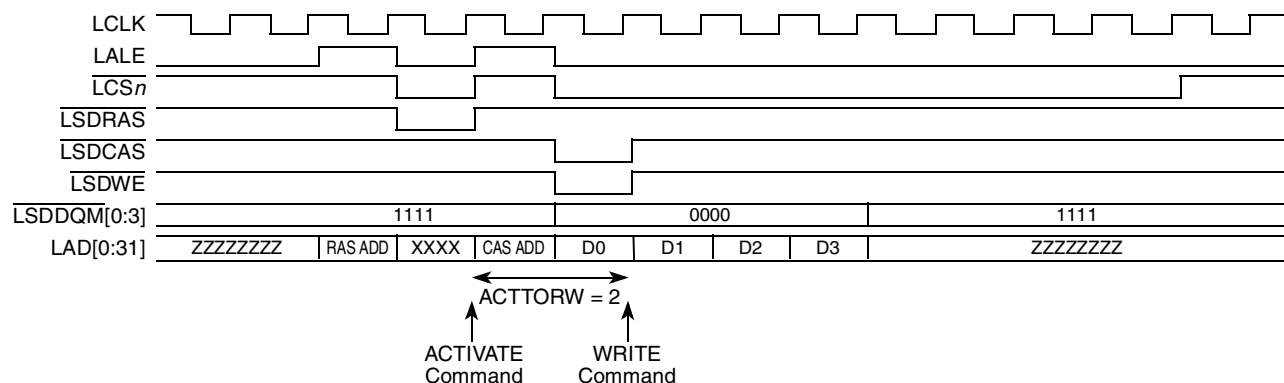 LCLK
LALE
LCSn
LSDRAS
LSDCAS
LSDWE
LSDDQM[0:3] 1111 0000 1111
LAD[0:31] ZZZZZZZZ RAS ADD XXXX CAS ADD D0 D1 D2 D3 ZZZZZZZZ
ACTTORW = 2
ACTIVATE WRITE
Command Command